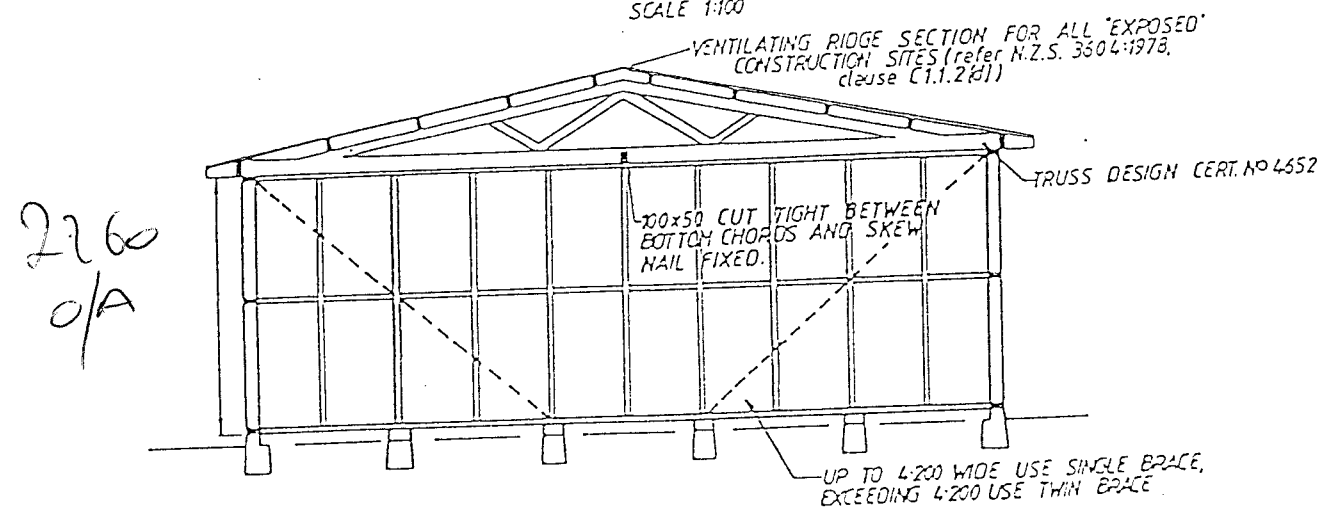 SCALE 1:100
VENTILATING RIDGE SECTION FOR ALL "EXPOSED"
CONSTRUCTION SITES (refer N.Z.S. 3604:1978,
clause C1.1.2(d))
TRUSS DESIGN CERT. Nº 4652
100x50 CUT TIGHT BETWEEN
BOTTOM CHORDS AND SKEW
NAIL FIXED.
2260
O/A
UP TO 4·200 WIDE USE SINGLE BRACE,
EXCEEDING 4·200 USE TWIN BRACE